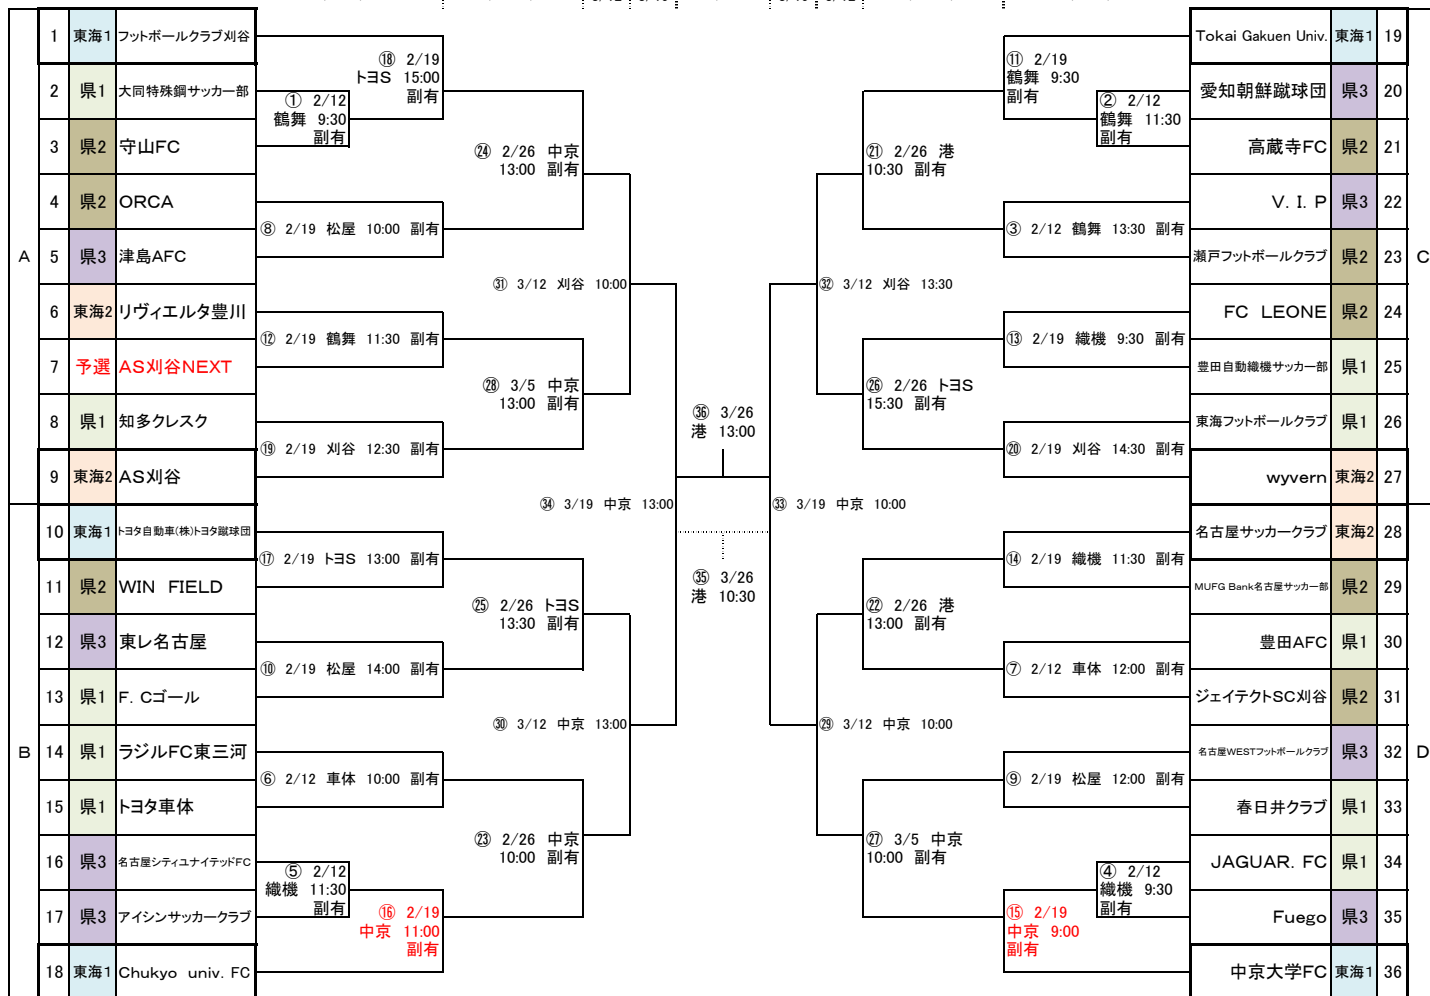 A
1 東海1 フットボールクラブ刈谷
2 県1 大同特殊鋼サッカー部
3 県2 守山FC
4 県2 ORCA
5 県3 津島AFC
6 東海2 リヴィエルタ豊川
7 予選 AS刈谷NEXT
8 県1 知多クレスク
9 東海2 AS刈谷
B
10 東海1 トヨタ自動車(株)トヨタ蹴球団
11 県2 WIN FIELD
12 県3 東レ名古屋
13 県1 F. Cゴール
14 県1 ラジルFC東三河
15 県1 トヨタ車体
16 県3 名古屋シティユナイテッドFC
17 県3 アイシンサッカークラブ
18 東海1 Chukyo univ. FC
① 2/12
鶴舞 9:30
副有
⑱ 2/19
トヨS 15:00
副有
⑧ 2/19 松屋 10:00 副有
⑫ 2/19 鶴舞 11:30 副有
⑲ 2/19 刈谷 12:30 副有
⑰ 2/19 トヨS 13:00 副有
⑩ 2/19 松屋 14:00 副有
⑥ 2/12 車体 10:00 副有
⑤ 2/12
織機 11:30
副有
⑯ 2/19
中京 11:00
副有
㉔ 2/26 中京
13:00 副有
㉘ 3/5 中京
13:00 副有
㉕ 2/26 トヨS
13:30 副有
㉓ 2/26 中京
10:00 副有
㉛ 3/12 刈谷 10:00
㉚ 3/12 中京 13:00
㉞ 3/19 中京 13:00
㊱ 3/26
港 13:00
㉟ 3/26
港 10:30
㉝ 3/19 中京 10:00
㉜ 3/12 刈谷 13:30
㉙ 3/12 中京 10:00
㉑ 2/26 港
10:30 副有
㉖ 2/26 トヨS
15:30 副有
㉒ 2/26 港
13:00 副有
㉗ 3/5 中京
10:00 副有
⑪ 2/19
鶴舞 9:30
副有
② 2/12
鶴舞 11:30
副有
③ 2/12 鶴舞 13:30 副有
⑬ 2/19 織機 9:30 副有
⑳ 2/19 刈谷 14:30 副有
⑭ 2/19 織機 11:30 副有
⑦ 2/12 車体 12:00 副有
⑨ 2/19 松屋 12:00 副有
④ 2/12
織機 9:30
副有
⑮ 2/19
中京 9:00
副有
Tokai Gakuen Univ. 東海1 19
愛知朝鮮蹴球団 県3 20
高蔵寺FC 県2 21
V. I. P 県3 22
瀬戸フットボールクラブ 県2 23
FC LEONE 県2 24
豊田自動織機サッカー部 県1 25
東海フットボールクラブ 県1 26
wyvern 東海2 27
C
名古屋サッカークラブ 東海2 28
MUFG Bank名古屋サッカー部 県2 29
豊田AFC 県1 30
ジェイテクトSC刈谷 県2 31
名古屋WESTフットボールクラブ 県3 32
春日井クラブ 県1 33
JAGUAR. FC 県1 34
Fuego 県3 35
中京大学FC 東海1 36
D